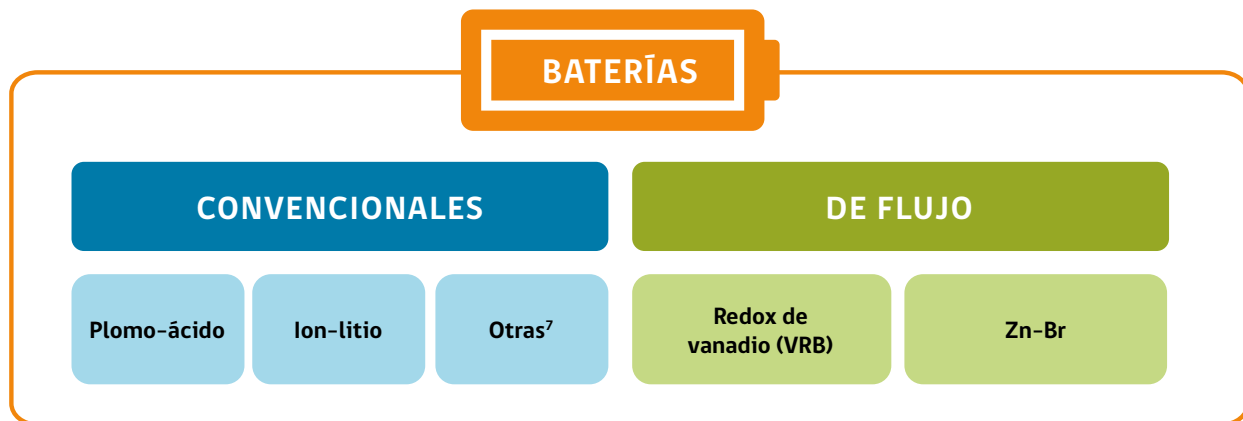 BATERÍAS
CONVENCIONALES
DE FLUJO
Plomo-ácido
Ion-litio
Otras⁷
Redox de
vanadio (VRB)
Zn-Br